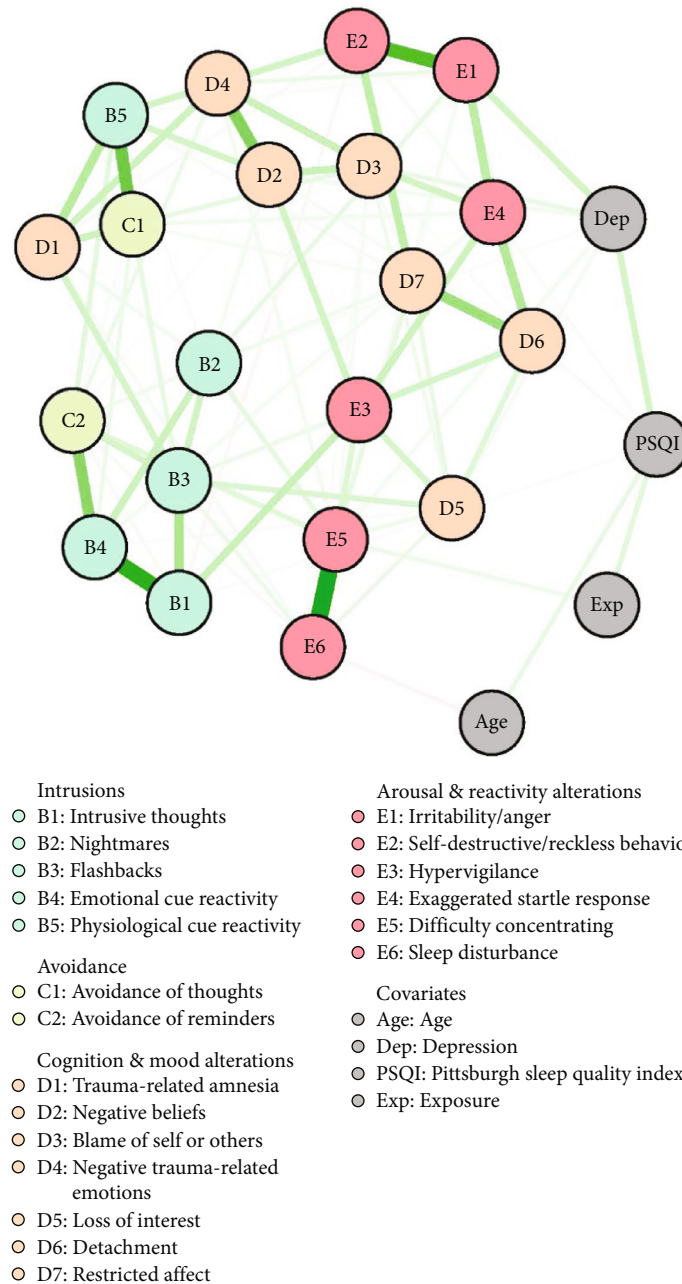 E2
E1
D4
B5
D2
D3
C1
E4
Dep
D1
D7
D6
B2
E3
C2
PSQI
B3
D5
E5
B4
B1
Exp
E6
Age
Intrusions
B1: Intrusive thoughts
B2: Nightmares
B3: Flashbacks
B4: Emotional cue reactivity
B5: Physiological cue reactivity
Avoidance
C1: Avoidance of thoughts
C2: Avoidance of reminders
Cognition & mood alterations
D1: Trauma-related amnesia
D2: Negative beliefs
D3: Blame of self or others
D4: Negative trauma-related
emotions
D5: Loss of interest
D6: Detachment
D7: Restricted affect
Arousal & reactivity alterations
E1: Irritability/anger
E2: Self-destructive/reckless behavio
E3: Hypervigilance
E4: Exaggerated startle response
E5: Difficulty concentrating
E6: Sleep disturbance
Covariates
Age: Age
Dep: Depression
PSQI: Pittsburgh sleep quality index
Exp: Exposure